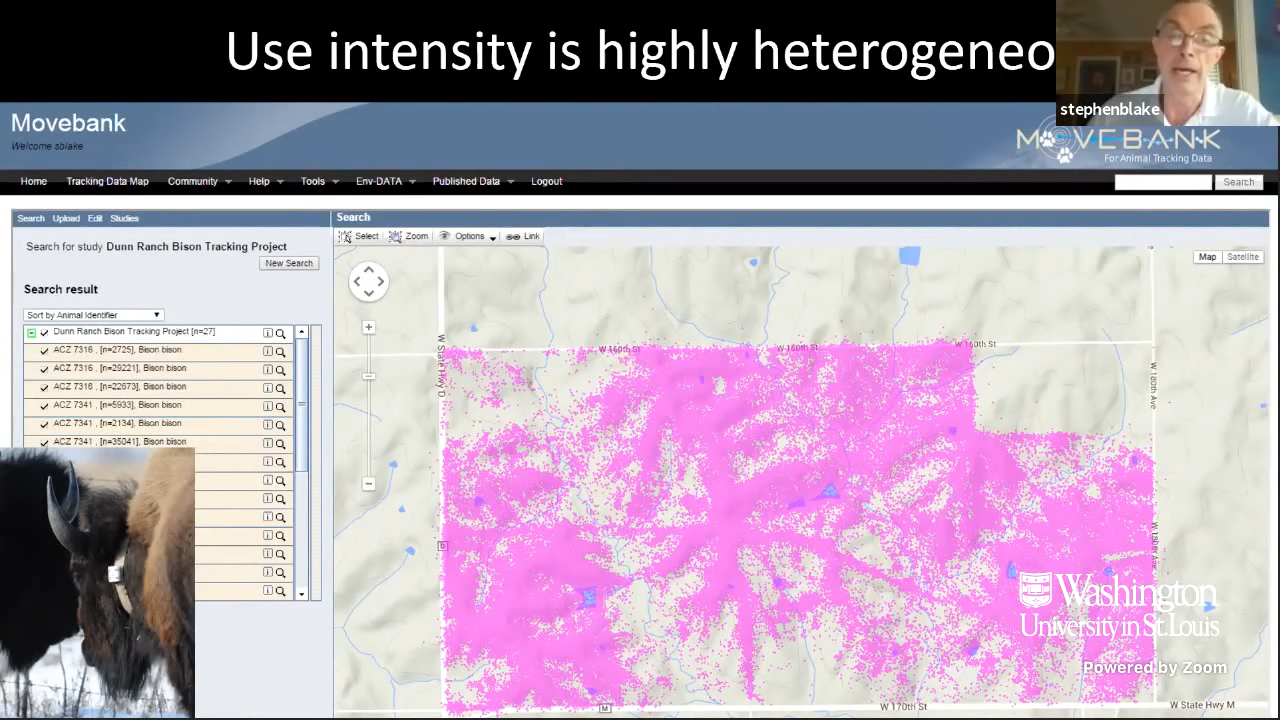 Use intensity is highly heterogeneo
stephenblake
Movebank
Welcome sblake
MOVEBANK
For Animal Tracking Data
Home Tracking Data Map Community Help Tools Env-DATA Published Data Logout
Search
Search Upload Edit Studies
Search
Search for study Dunn Ranch Bison Tracking Project
New Search
Select Zoom Options Link
Map Satellite
Search result
Sort by Animal Identifier
Dunn Ranch Bison Tracking Project [n=27]
ACZ 7316 , [n=2725], Bison bison
ACZ 7316 , [n=29221], Bison bison
ACZ 7318 , [n=22673], Bison bison
ACZ 7341 , [n=5933], Bison bison
ACZ 7341 , [n=2134], Bison bison
ACZ 7341 , [n=35041], Bison bison
W State Hwy D
W 160th St
W 160th St
W 160th St
W 180th Ave
W 180th Ave
D
Washington
University in St. Louis
Powered by Zoom
M
W 170th St
W State Hwy M